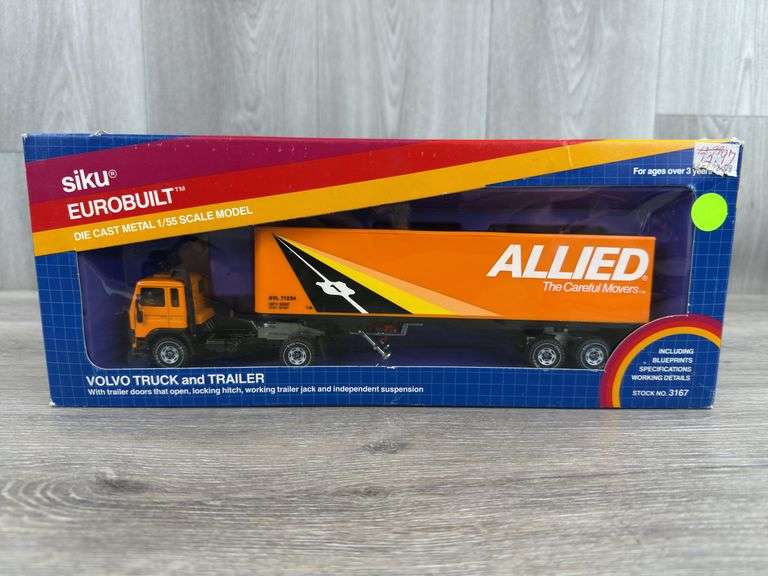 siku®
EUROBUILT™
DIE CAST METAL 1/55 SCALE MODEL
For ages over 3 years
ALLIED®
The Careful Movers™
VOLVO TRUCK and TRAILER
With trailer doors that open, locking hitch, working trailer jack and independent suspension
INCLUDING
BLUEPRINTS
SPECIFICATIONS
WORKING DETAILS
STOCK NO. 3167